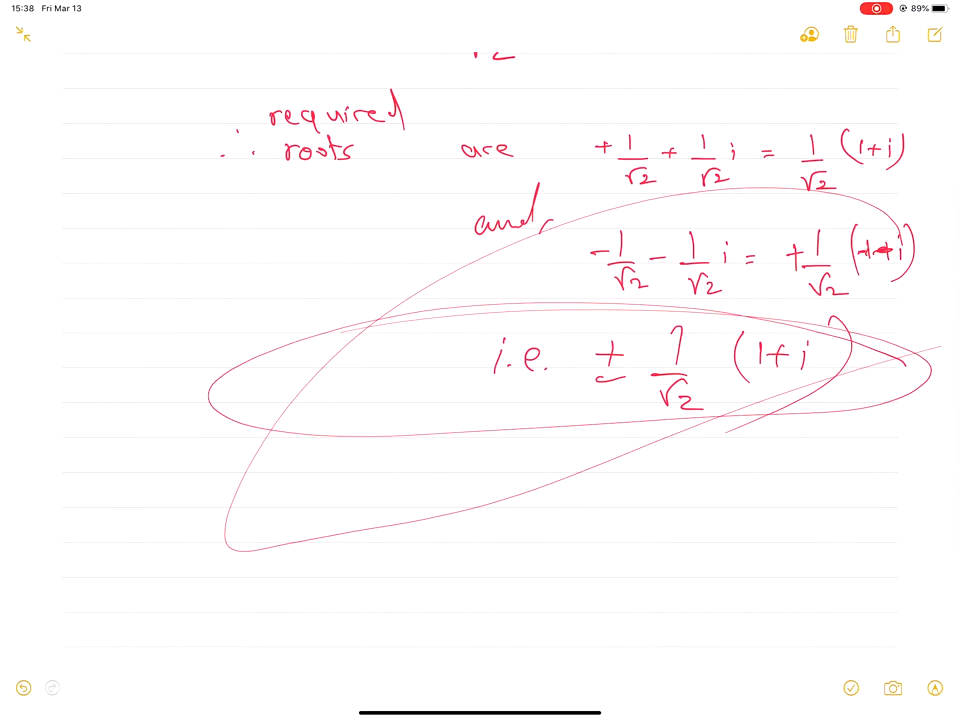 15:38 Fri Mar 13 89%
required
∴ roots are +1/√2 + 1/√2 i = 1/√2 (1+i)
and,
-1/√2 - 1/√2 i = +1/√2 (
i.e. ± 1/√2 (1+i)